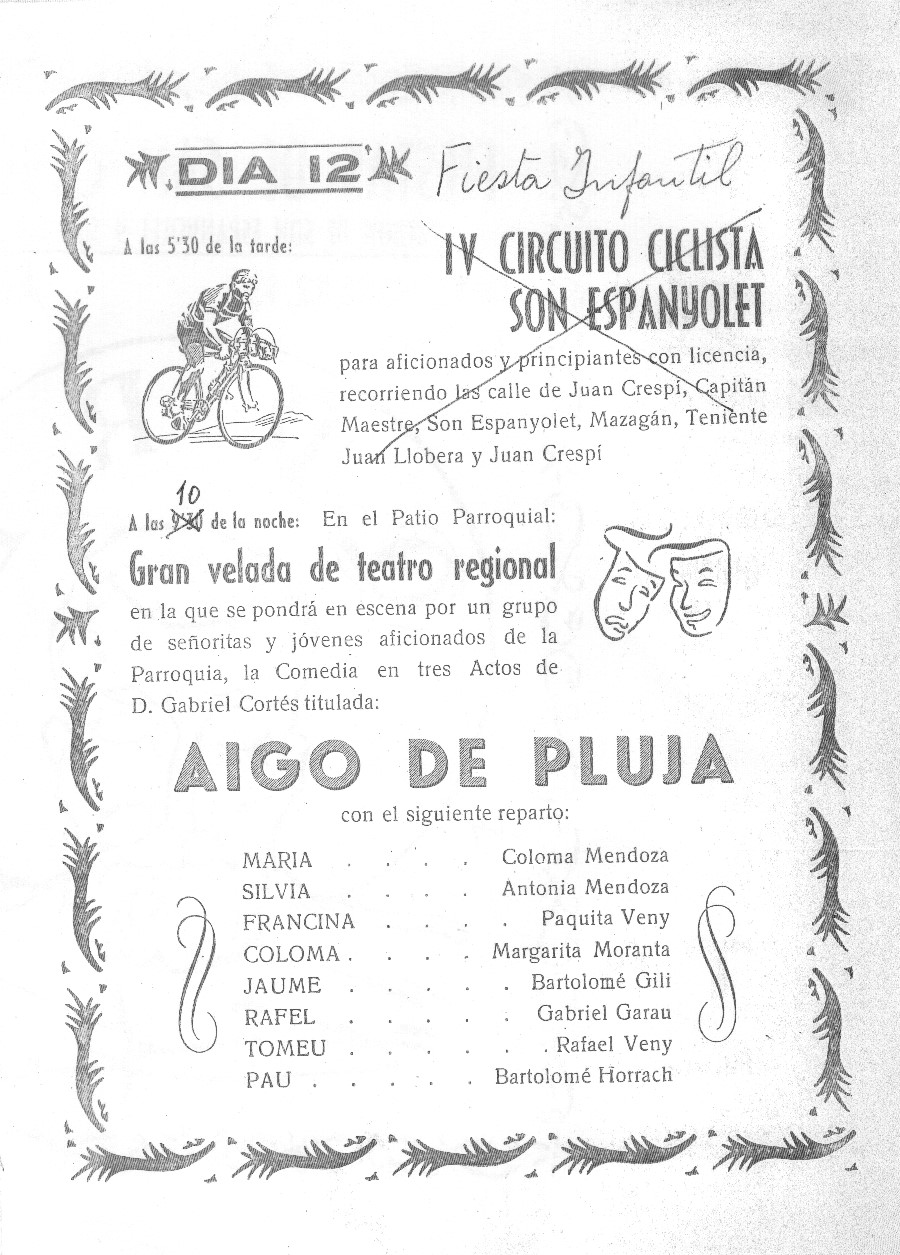 DIA 12
Fiesta Infantil
A las 5'30 de la tarde:
IV CIRCUITO CICLISTA
SON ESPANYOLET
para aficionados y principiantes con licencia,
recorriendo las calle de Juan Crespí, Capitán
Maestre, Son Espanyolet, Mazagán, Teniente
Juan Llobera y Juan Crespí
10
A las 9'30 de la noche: En el Patio Parroquial:
Gran velada de teatro regional
en la que se pondrá en escena por un grupo
de señoritas y jóvenes aficionados de la
Parroquia, la Comedia en tres Actos de
D. Gabriel Cortés titulada:
AIGO DE PLUJA
con el siguiente reparto:
MARIA . . . . Coloma Mendoza
SILVIA . . . . Antonia Mendoza
FRANCINA . . . . Paquita Veny
COLOMA . . . . Margarita Moranta
JAUME . . . . . Bartolomé Gili
RAFEL . . . . . Gabriel Garau
TOMEU . . . . . . Rafael Veny
PAU . . . . . Bartolomé Horrach